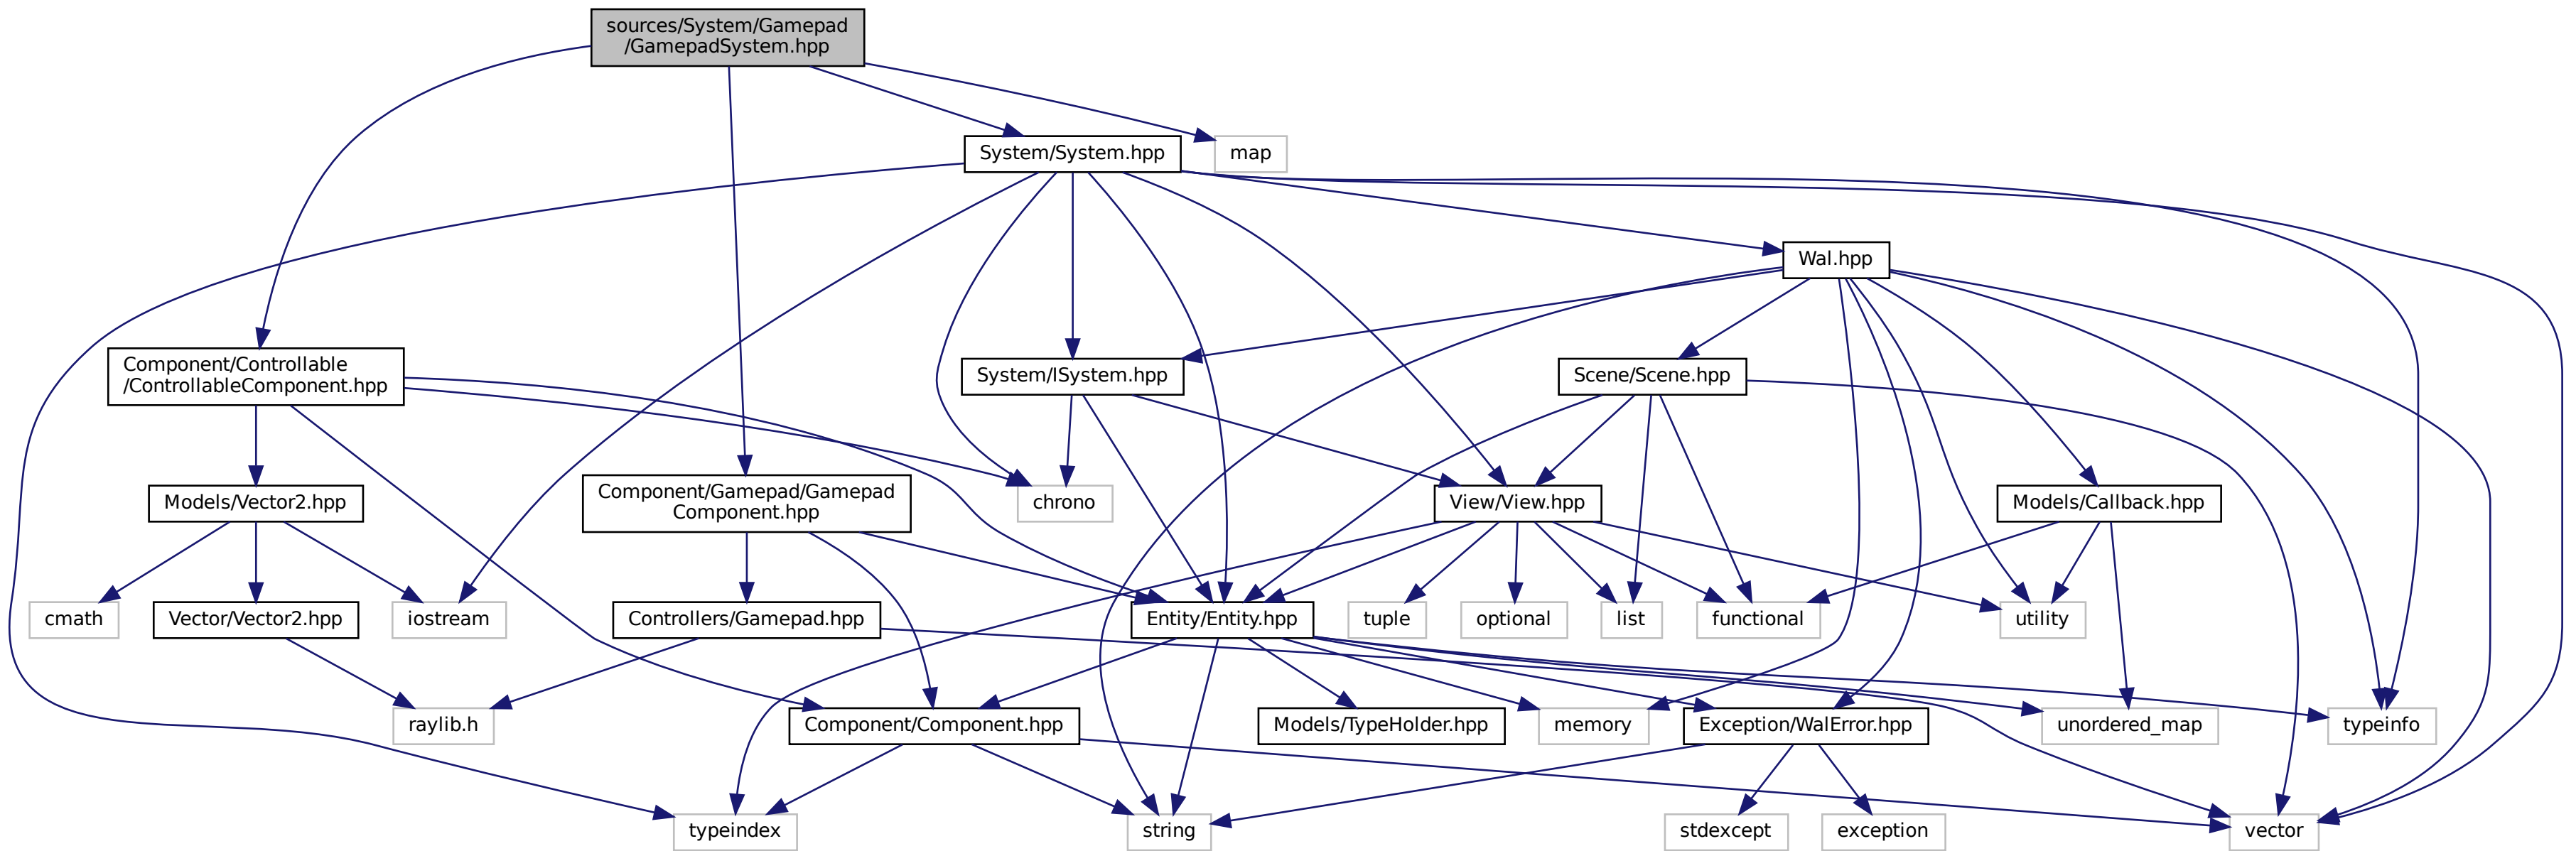 sources/System/Gamepad
/GamepadSystem.hpp
System/System.hpp
map
Wal.hpp
Component/Controllable
/ControllableComponent.hpp
System/ISystem.hpp
Scene/Scene.hpp
Models/Vector2.hpp
Component/Gamepad/Gamepad
Component.hpp
chrono
View/View.hpp
Models/Callback.hpp
cmath
Vector/Vector2.hpp
iostream
Controllers/Gamepad.hpp
Entity/Entity.hpp
tuple
optional
list
functional
utility
raylib.h
Component/Component.hpp
Models/TypeHolder.hpp
memory
Exception/WalError.hpp
unordered_map
typeinfo
typeindex
string
stdexcept
exception
vector